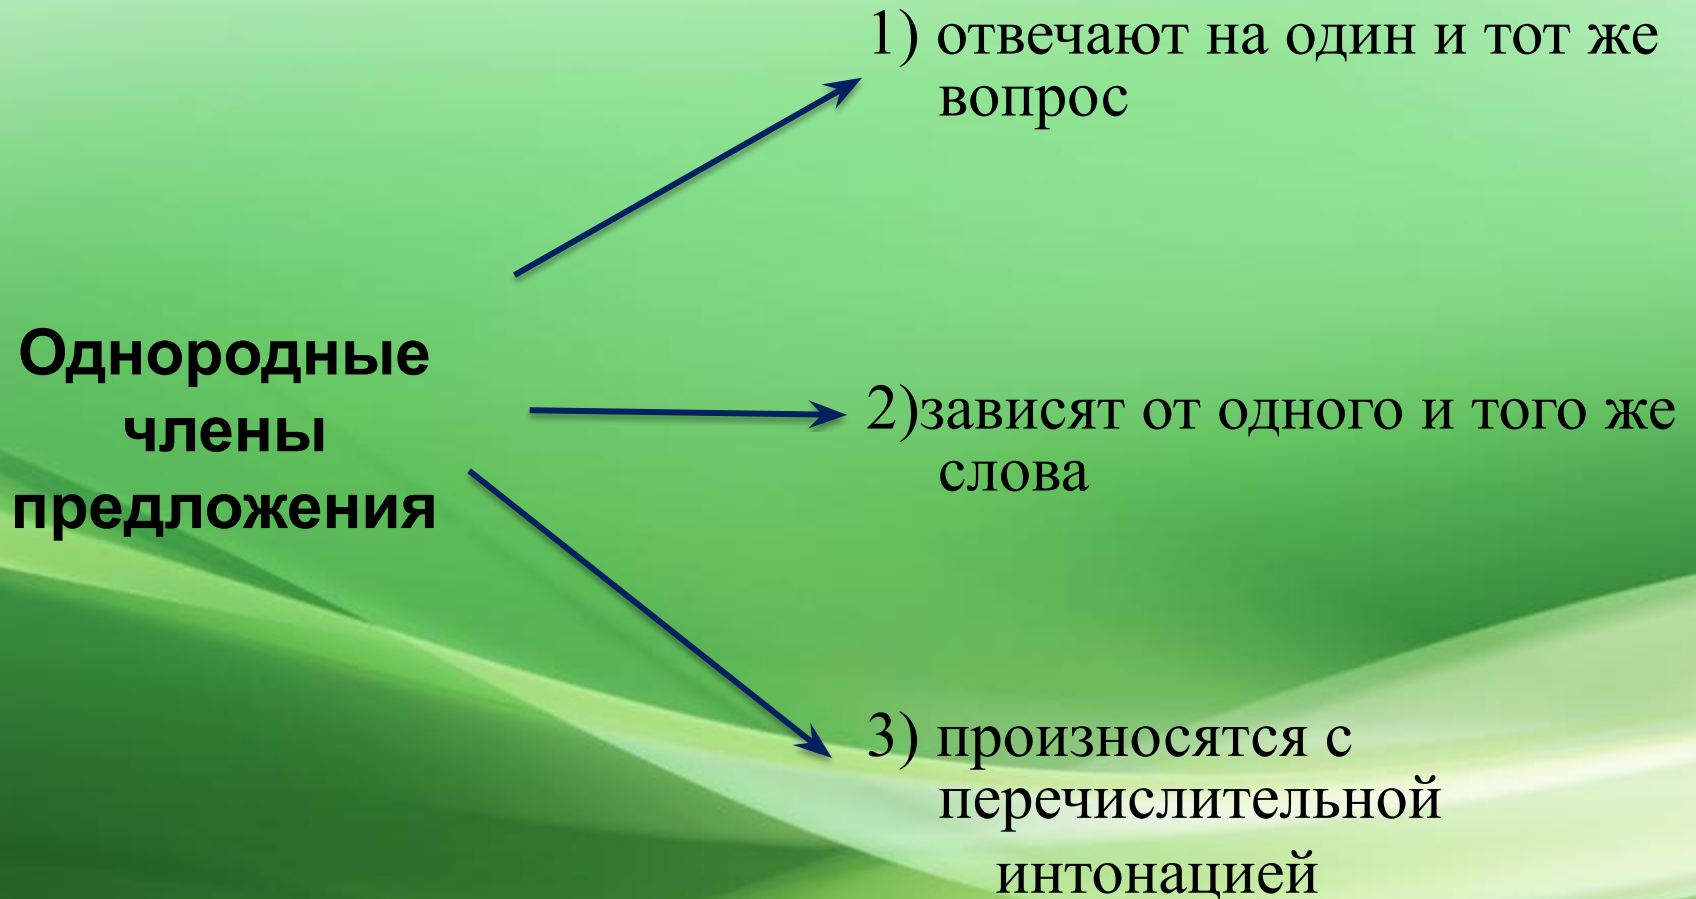 1) отвечают на один и тот же
вопрос
Однородные
члены
предложения
2)зависят от одного и того же
слова
3) произносятся с
перечислительной
интонацией